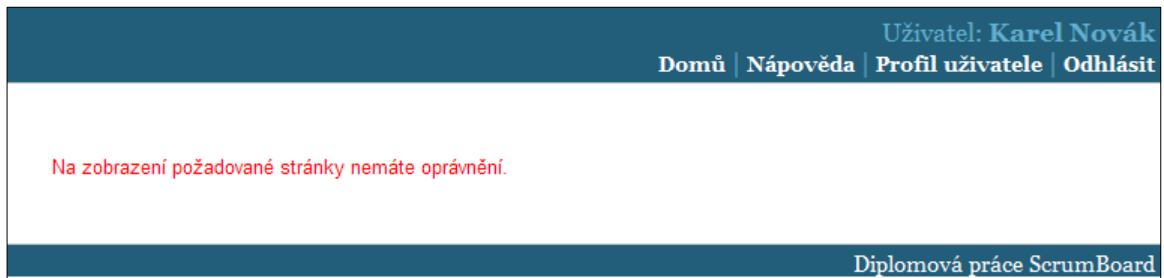 Uživatel: Karel Novák
Domů | Nápověda | Profil uživatele | Odhlásit
Na zobrazení požadované stránky nemáte oprávnění.
Diplomová práce ScrumBoard